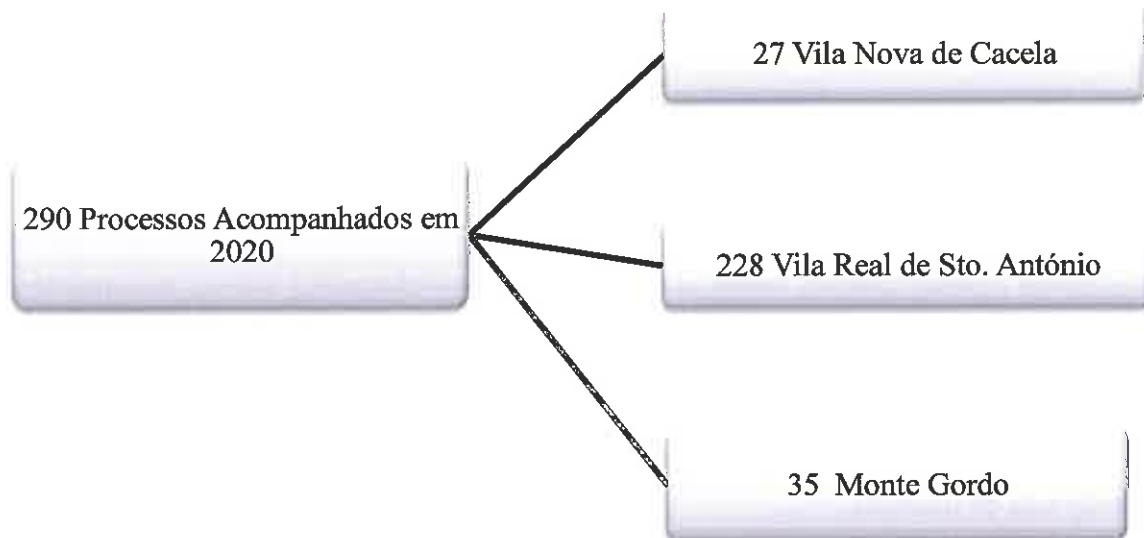 27 Vila Nova de Cacela
290 Processos Acompanhados em
2020
228 Vila Real de Sto. António
35 Monte Gordo